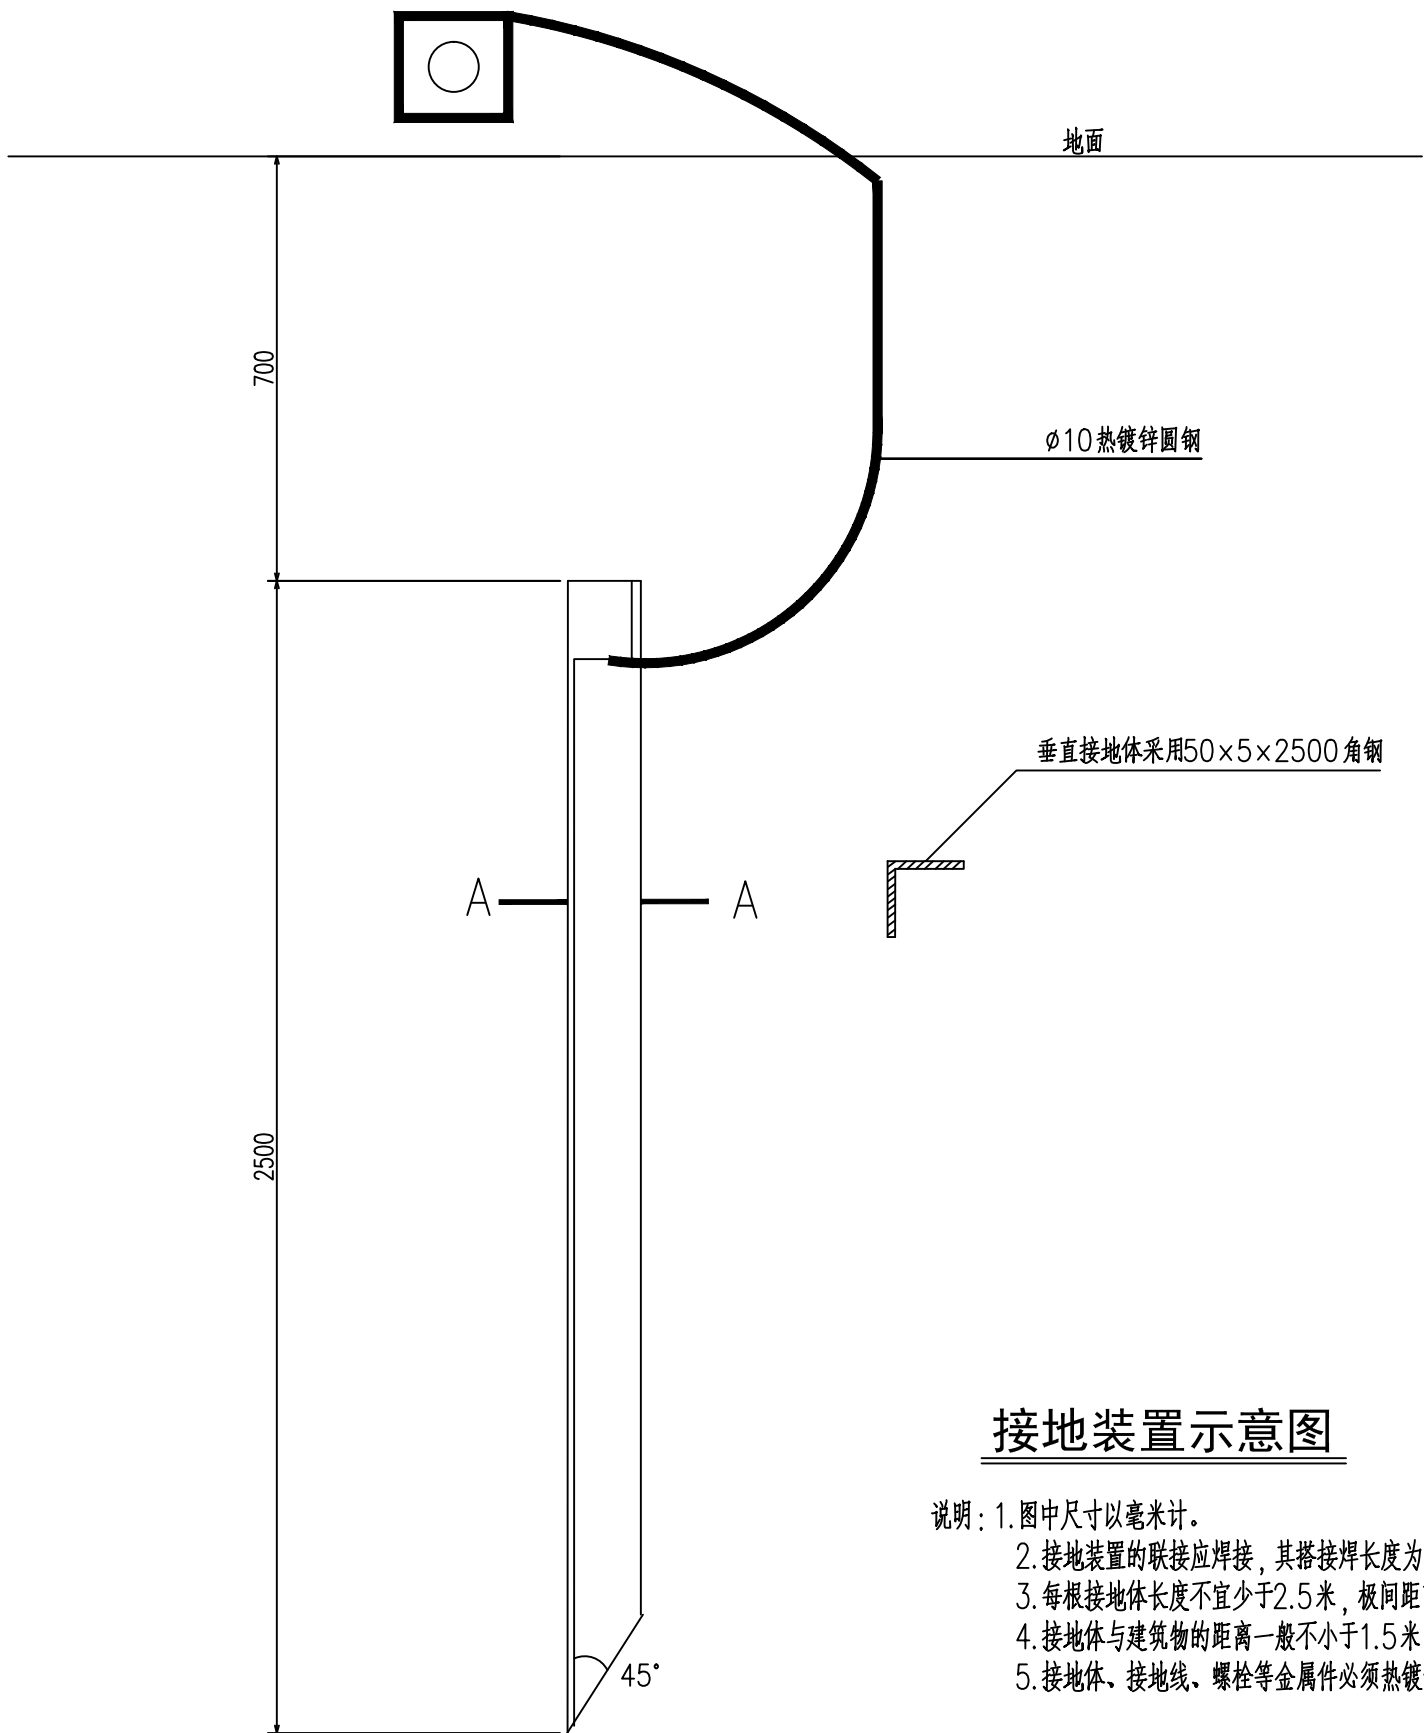 地面
700
ø10热镀锌圆钢
垂直接地体采用50×5×2500角钢
A A
2500
接地装置示意图
说明：1.图中尺寸以毫米计。
2.接地装置的联接应焊接，其搭接焊长度为
3.每根接地体长度不宜少于2.5米，极间距
4.接地体与建筑物的距离一般不小于1.5米
5.接地体、接地线、螺栓等金属件必须热镀
45°